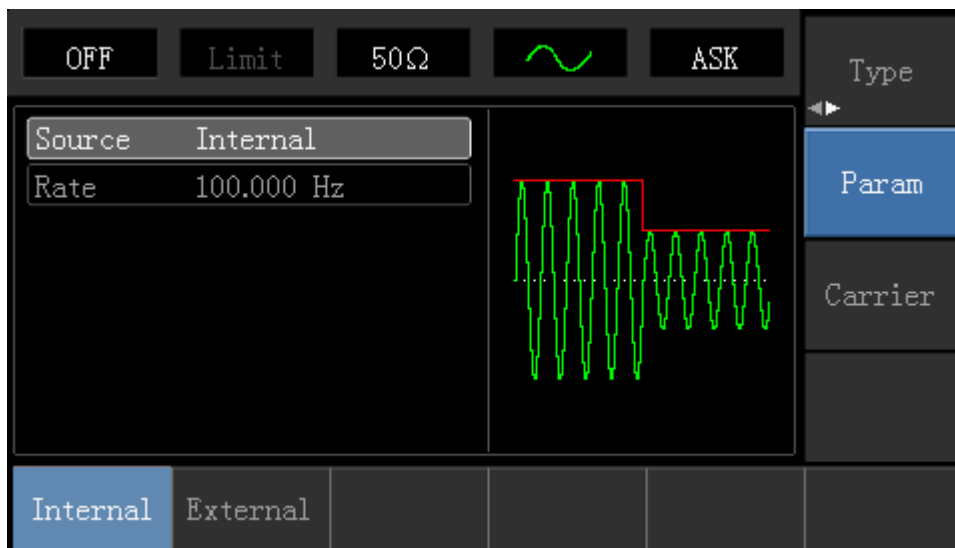 OFF Limit 50Ω ASK
Type
Source Internal
Rate 100.000 Hz
Param
Carrier
Internal External